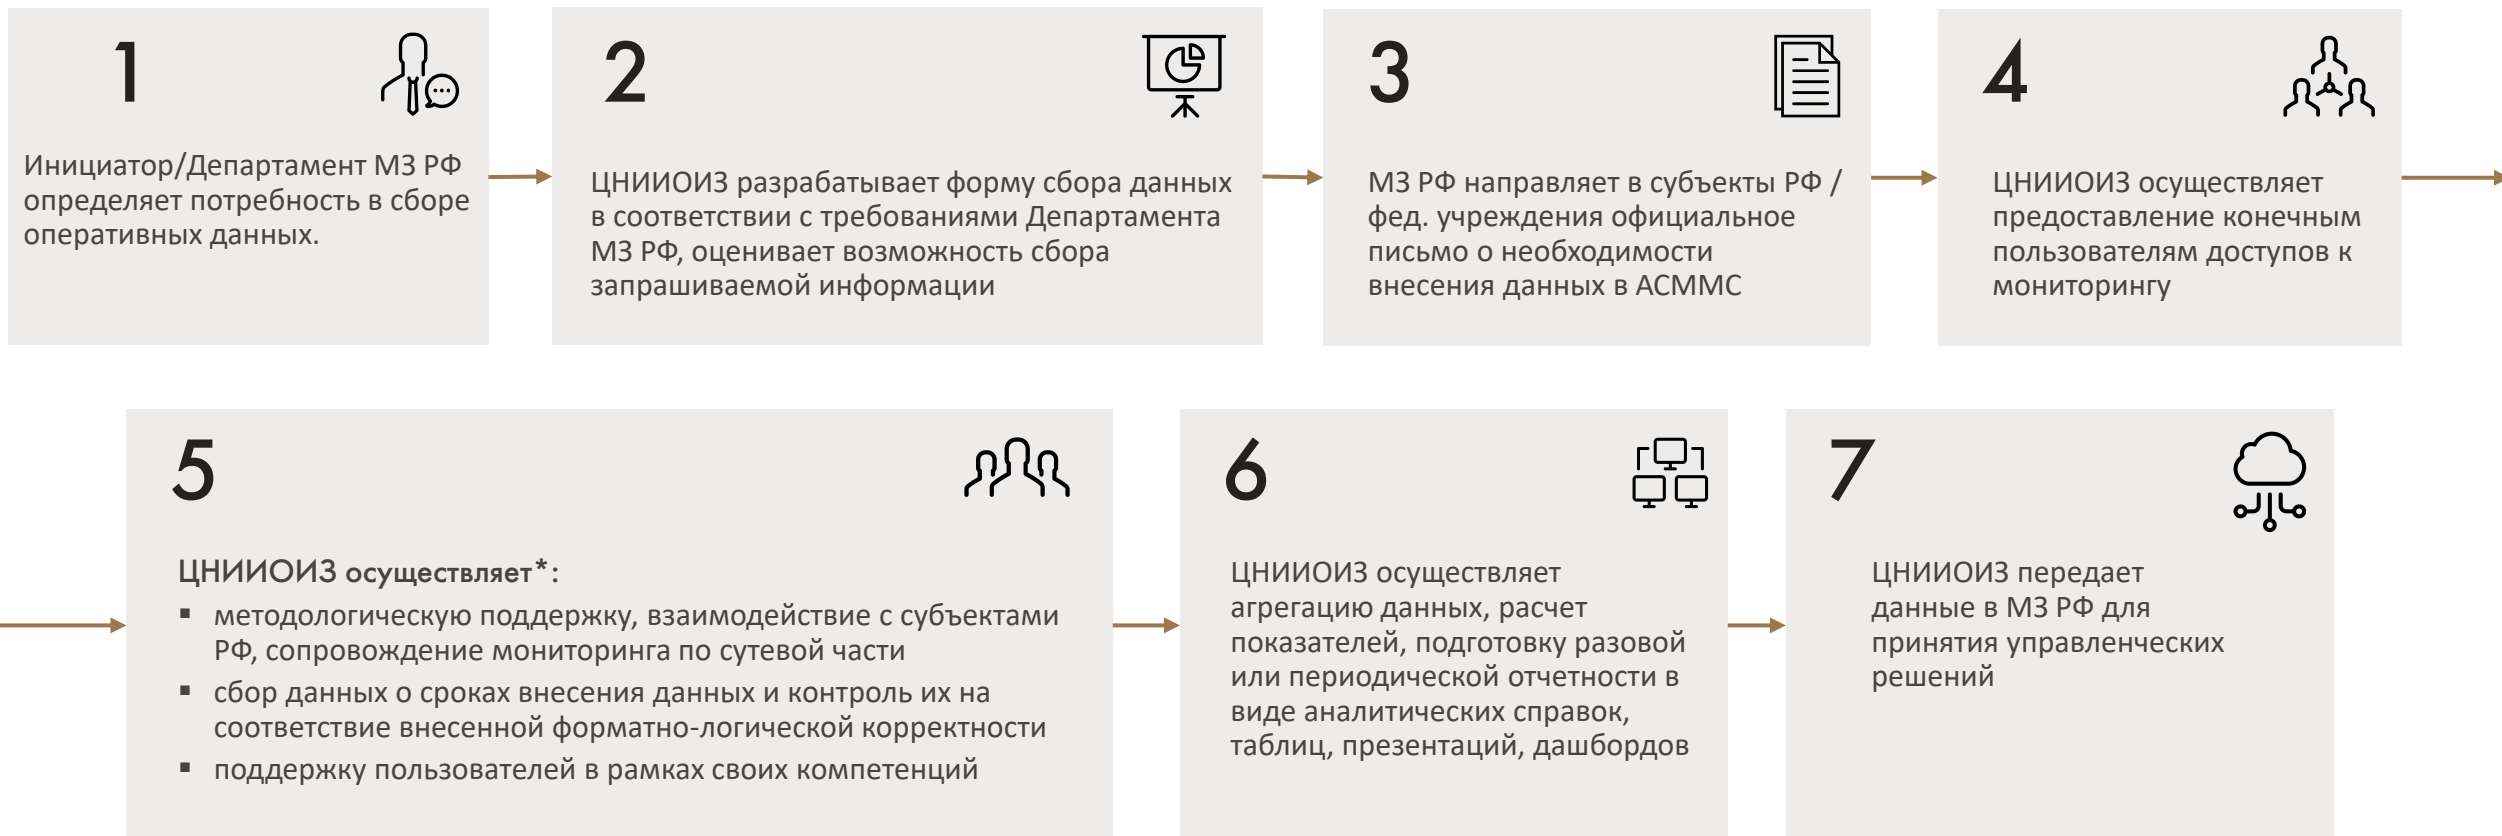 1
Инициатор/Департамент МЗ РФ
определяет потребность в сборе
оперативных данных.
2
ЦНИИОИЗ разрабатывает форму сбора данных
в соответствии с требованиями Департамента
МЗ РФ, оценивает возможность сбора
запрашиваемой информации
3
МЗ РФ направляет в субъекты РФ /
фед. учреждения официальное
письмо о необходимости
внесения данных в АСММС
4
ЦНИИОИЗ осуществляет
предоставление конечным
пользователям доступов к
мониторингу
5
ЦНИИОИЗ осуществляет*:
▪ методологическую поддержку, взаимодействие с субъектами
РФ, сопровождение мониторинга по сутевой части
▪ сбор данных о сроках внесения данных и контроль их на
соответствие внесенной форматно-логической корректности
▪ поддержку пользователей в рамках своих компетенций
6
ЦНИИОИЗ осуществляет
агрегацию данных, расчет
показателей, подготовку разовой
или периодической отчетности в
виде аналитических справок,
таблиц, презентаций, дашбордов
7
ЦНИИОИЗ передает
данные в МЗ РФ для
принятия управленческих
решений